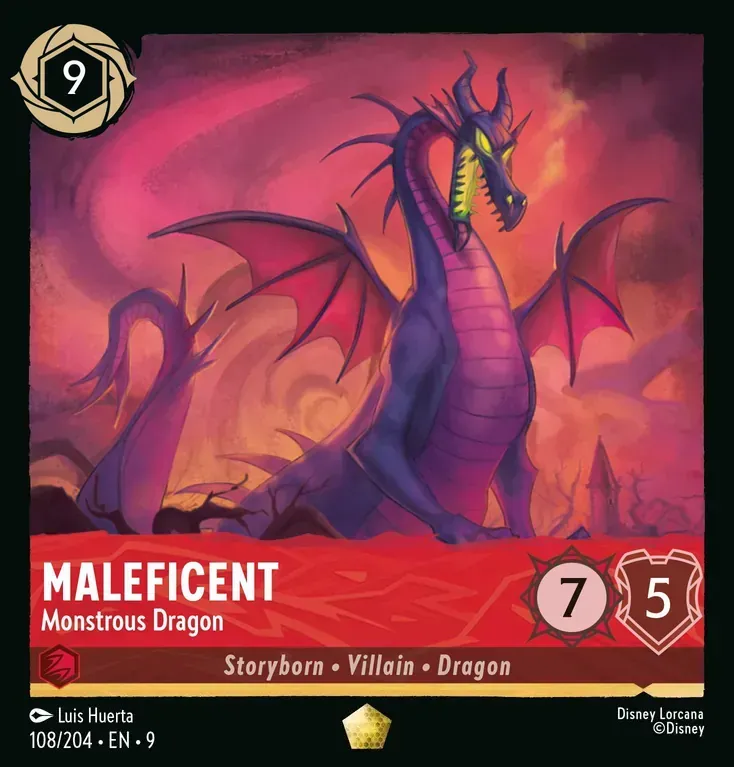 9
MALEFICENT
Monstrous Dragon
7
5
Storyborn • Villain • Dragon
Luis Huerta
108/204 • EN • 9
Disney Lorcana
©Disney